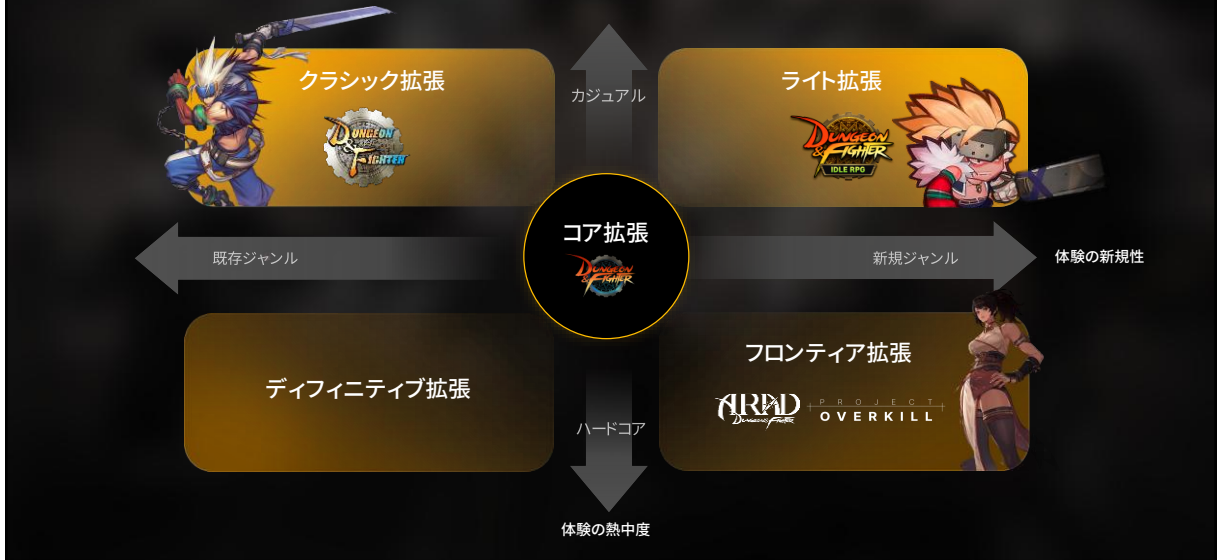 クラシック拡張
DUNGEON
& FIGHTER
カジュアル
ライト拡張
DUNGEON
& FIGHTER
IDLE RPG
コア拡張
DUNGEON
& FIGHTER
既存ジャンル
新規ジャンル
体験の新規性
ディフィニティブ拡張
フロンティア拡張
ARAD
DUNGEON & FIGHTER
PROJECT
OVERKILL
ハードコア
体験の熱中度